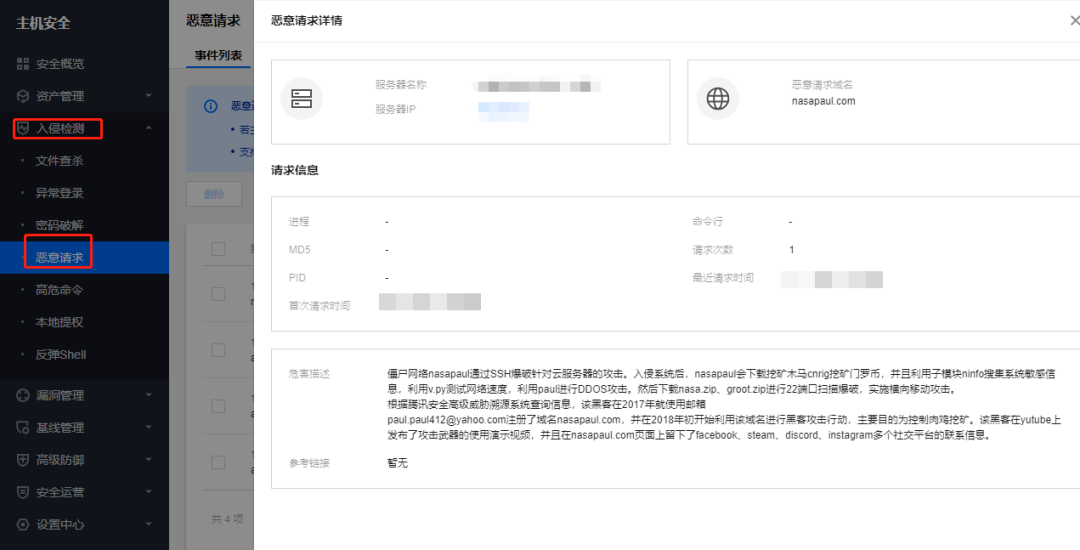 主机安全
安全概览
资产管理
入侵检测
文件查杀
异常登录
密码破解
恶意请求
高危命令
本地提权
反弹Shell
漏洞管理
基线管理
高级防御
安全运营
设置中心
恶意请求
事件列表
恶意
若
支持
删除
共 4 项
恶意请求详情
服务器名称
服务器IP
恶意请求域名
nasapaul.com
请求信息
进程 -
命令行 -
MD5 -
请求次数 1
PID -
最近请求时间
首次请求时间
危害描述
僵尸网络nasapaul通过SSH爆破针对云服务器的攻击。入侵系统后，nasapaul会下载挖矿木马cnrig挖矿门罗币，并且利用子模块ninfo搜集系统敏感信
息，利用v.py测试网络速度，利用paul进行DDOS攻击。然后下载nasa.zip、groot.zip进行22端口扫描爆破，实施横向移动攻击。
根据腾讯安全高级威胁溯源系统查询信息，该黑客在2017年就使用邮箱
paul.paul412@yahoo.com注册了域名nasapaul.com，并在2018年初开始利用该域名进行黑客攻击行动，主要目的为控制肉鸡挖矿。该黑客在yutube上
发布了攻击武器的使用演示视频，并且在nasapaul.com页面上留下了facebook、steam、discord、instagram多个社交平台的联系信息。
参考链接 暂无